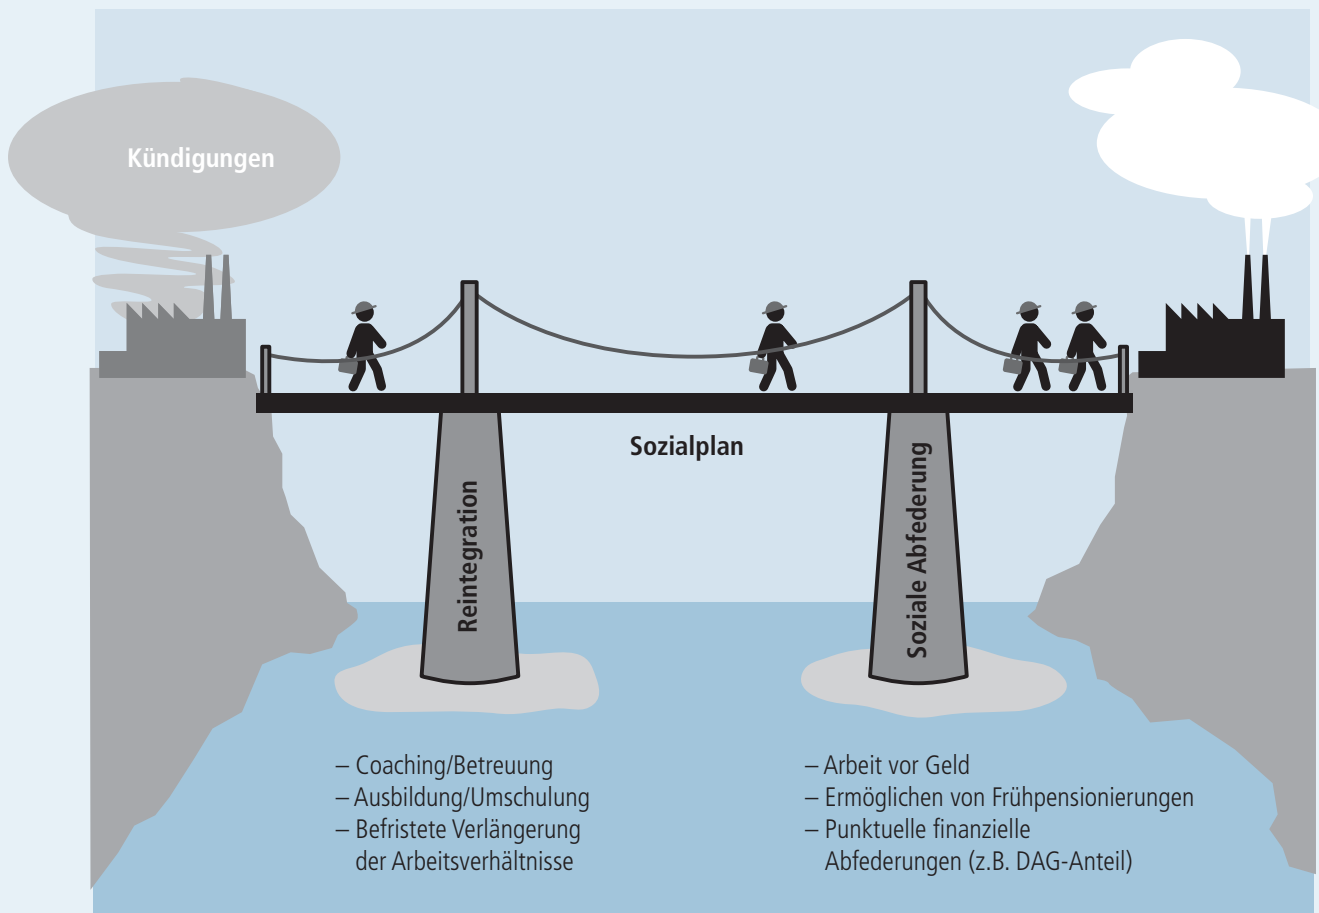 Kündigungen
Sozialplan
Reintegration
Soziale Abfederung
– Coaching/Betreuung
– Ausbildung/Umschulung
– Befristete Verlängerung
der Arbeitsverhältnisse
– Arbeit vor Geld
– Ermöglichen von Frühpensionierungen
– Punktuelle finanzielle
Abfederungen (z.B. DAG-Anteil)